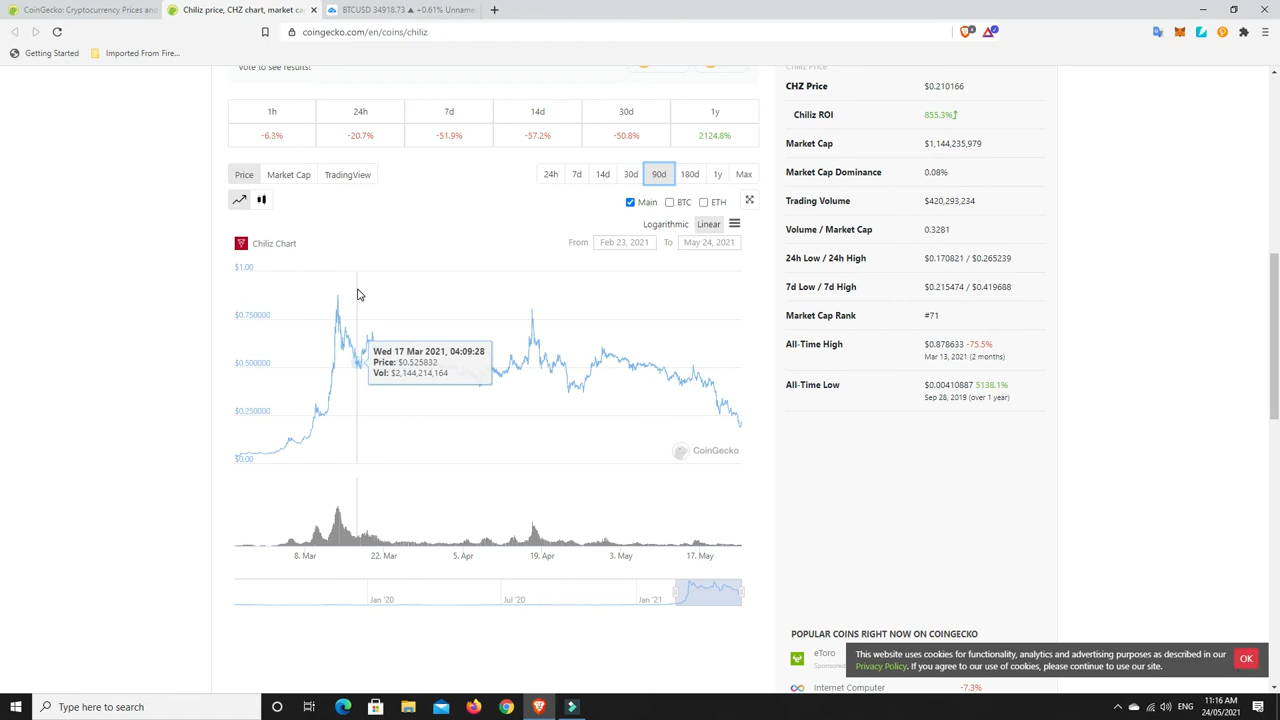 CoinGecko: Cryptocurrency Prices and
Chiliz price, CHZ chart, market ca
BTCUSD 34918.73 ▲ +0.61% Unname
coingecko.com/en/coins/chiliz
Getting Started
Imported From Fire...
Vote to see results!
1h 24h 7d 14d 30d 1y
-6.3% -20.7% -51.9% -57.2% -50.8% 2124.8%
Price Market Cap TradingView
24h 7d 14d 30d 90d 180d 1y Max
Main BTC ETH
Logarithmic Linear
Chiliz Chart
From Feb 23, 2021 To May 24, 2021
$1.00
$0.750000
$0.500000
$0.250000
$0.00
Wed 17 Mar 2021, 04:09:28
Price: $0.525832
Vol: $2,144,214,164
CoinGecko
8. Mar 22. Mar 5. Apr 19. Apr 3. May 17. May
Jan '20 Jul '20 Jan '21
Chiliz Price
CHZ Price $0.210166
Chiliz ROI 855.3%
Market Cap $1,144,235,979
Market Cap Dominance 0.08%
Trading Volume $420,293,234
Volume / Market Cap 0.3281
24h Low / 24h High $0.170821 / $0.265239
7d Low / 7d High $0.215474 / $0.419688
Market Cap Rank #71
All-Time High $0.878633 -75.5%
Mar 13, 2021 (2 months)
All-Time Low $0.00410887 5138.1%
Sep 28, 2019 (over 1 year)
POPULAR COINS RIGHT NOW ON COINGECKO
eToro
Sponsored
Internet Computer -7.3%
This website uses cookies for functionality, analytics and advertising purposes as described in our
Privacy Policy. If you agree to our use of cookies, please continue to use our site.
OK
Type here to search
ENG
11:16 AM
24/05/2021